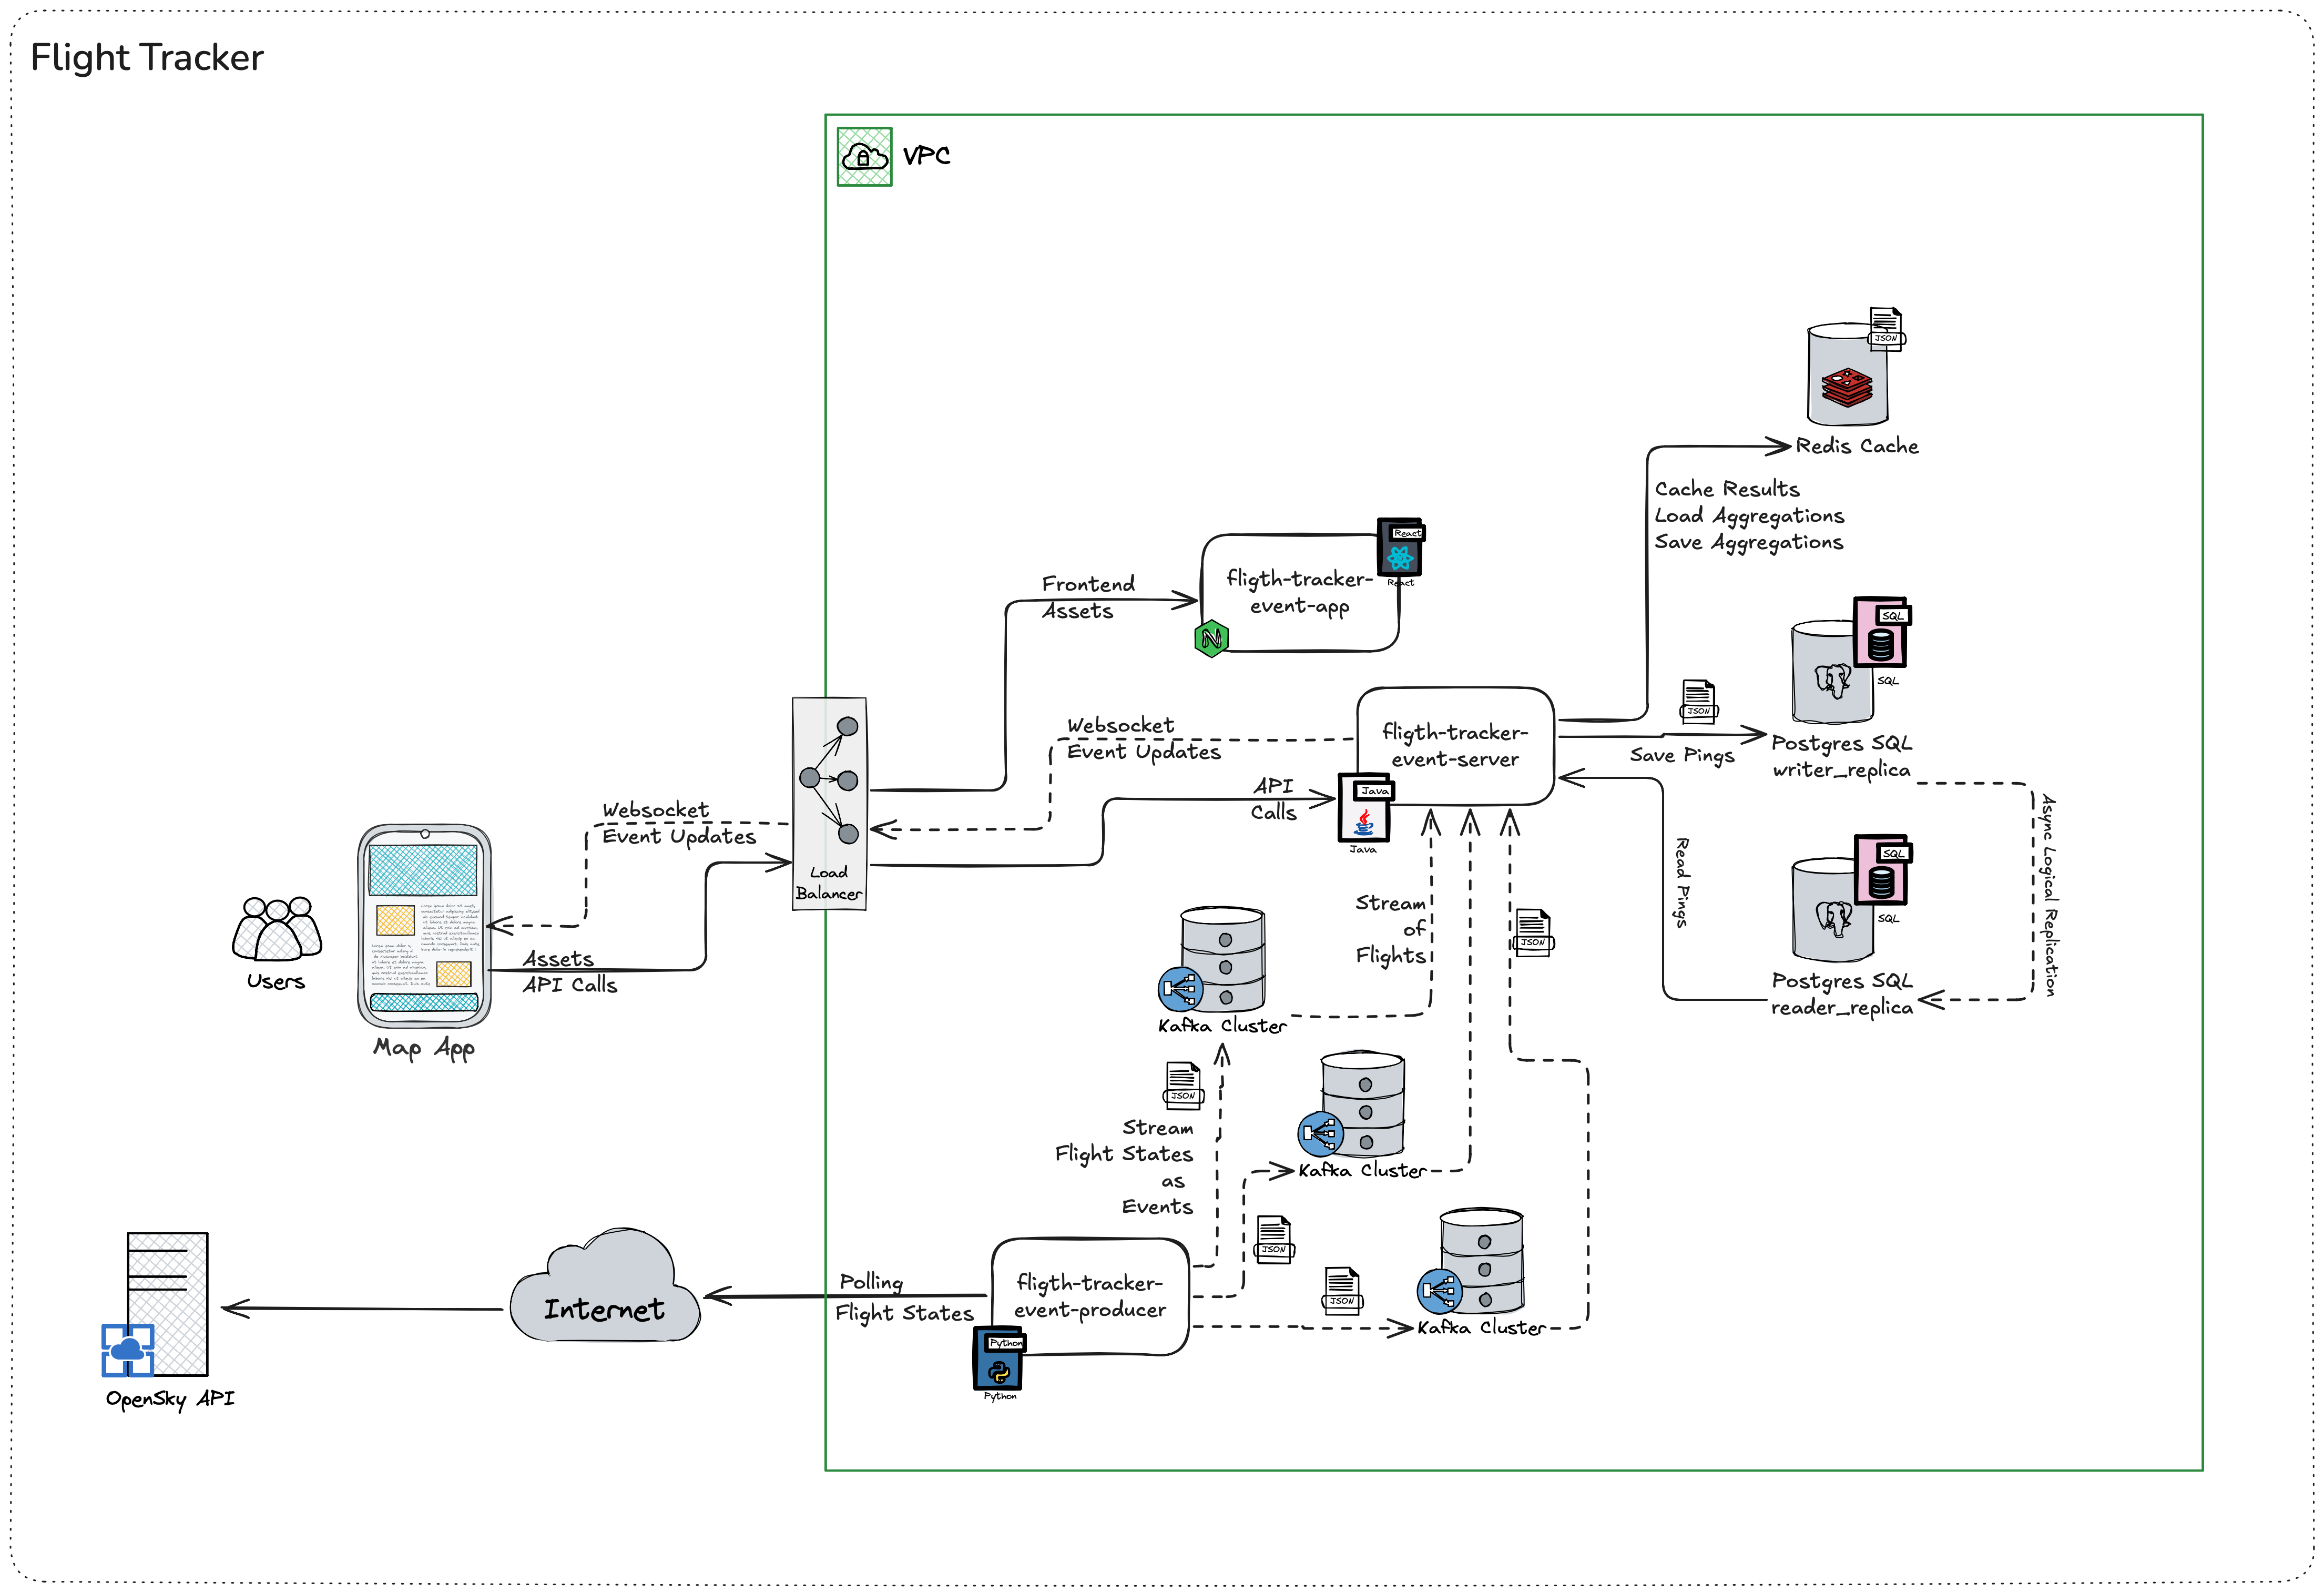 Flight Tracker
VPC
JSON
Redis Cache
Cache Results
Load Aggregations
Save Aggregations
React
React
Frontend
Assets
fligth-tracker-
event-app
N
SQL
SQL
JSON
Save Pings
Postgres SQL
writer_replica
Websocket
Event Updates
fligth-tracker-
event-server
API
Calls
Java
Java
Websocket
Event Updates
Load
Balancer
Users
Assets
API Calls
Map App
Stream
of
Flights
JSON
Read Pings
SQL
SQL
Postgres SQL
reader_replica
Async Logical Replication
Kafka Cluster
JSON
Stream
Flight States
as
Events
Kafka Cluster
JSON
JSON
Kafka Cluster
Polling
Flight States
fligth-tracker-
event-producer
Python
Python
Internet
OpenSky API